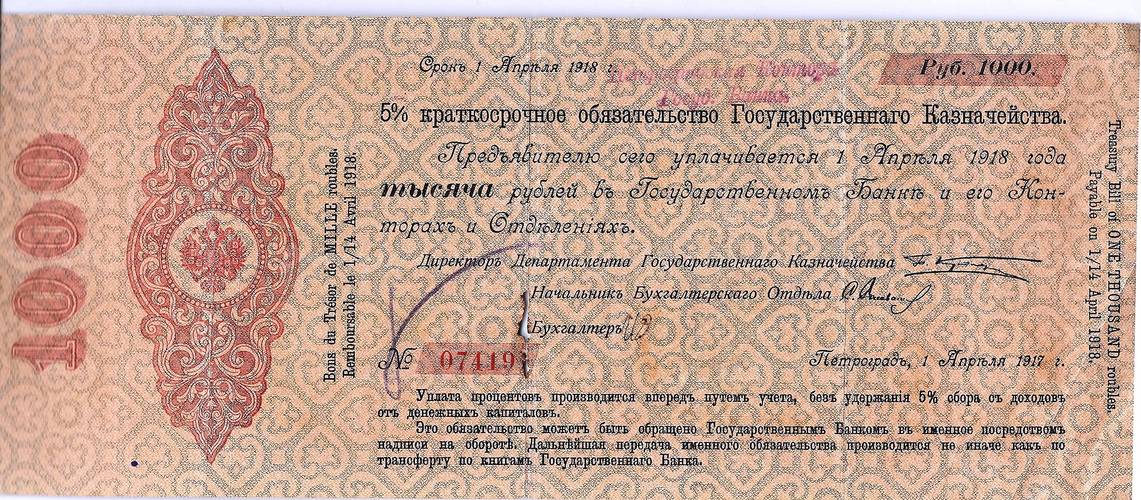 1000
Bons du Trésor de MILLE roubles.
Remboursable le 1/14 Avril 1918.
Срокъ 1 Апрѣля 1918 г.
Руб. 1000.
5% краткосрочное обязательство Государственнаго Казначейства.
Предъявителю сего уплачивается 1 Апрѣля 1918 года
тысяча рублей въ Государственномъ Банкѣ и его Кон-
торахъ и Отдѣленіяхъ.
Директоръ Департамента Государственнаго Казначейства
Начальникъ Бухгалтерскаго Отдѣла
Бухгалтеръ
№ 07419
Петроградъ, 1 Апрѣля 1917 г.
Уплата процентовъ производится впередъ путемъ учета, безъ удержанія 5% сбора съ доходовъ
отъ денежныхъ капиталовъ.
Это обязательство можетъ быть обращено Государственнымъ Банкомъ въ именное посредствомъ
надписи на оборотѣ. Дальнѣйшая передача именного обязательства производится не иначе какъ по
трансферту по книгамъ Государственнаго Банка.
Treasury Bill of ONE THOUSAND roubles.
Payable on 1/14 April 1918.